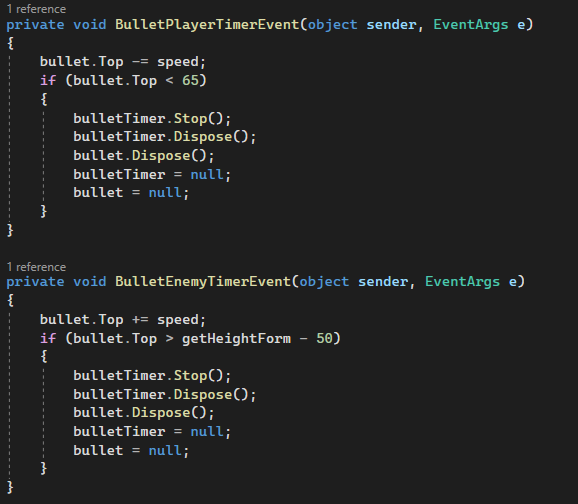 1 reference
private void BulletPlayerTimerEvent(object sender, EventArgs e)
{
bullet.Top -= speed;
if (bullet.Top < 65)
{
bulletTimer.Stop();
bulletTimer.Dispose();
bullet.Dispose();
bulletTimer = null;
bullet = null;
}
}
1 reference
private void BulletEnemyTimerEvent(object sender, EventArgs e)
{
bullet.Top += speed;
if (bullet.Top > getHeightForm - 50)
{
bulletTimer.Stop();
bulletTimer.Dispose();
bullet.Dispose();
bulletTimer = null;
bullet = null;
}
}